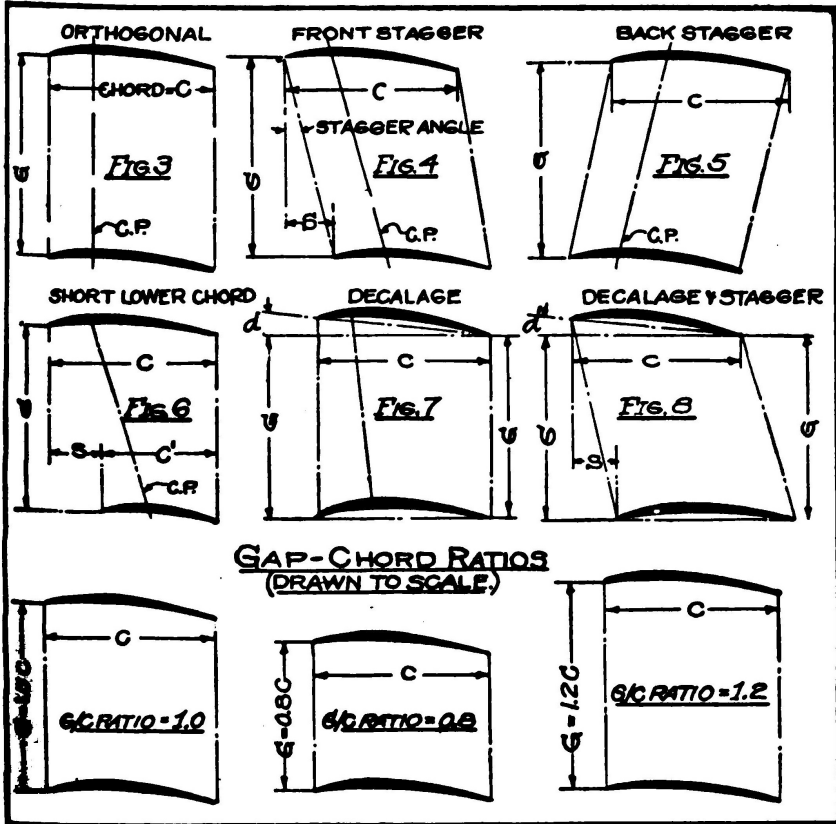 ORTHOGONAL
FRONT STAGGER
BACK STAGGER
CHORD=C
C
C
STAGGER ANGLE
G
G
G
FIG.3
FIG.4
FIG.5
S
C.P.
C.P.
C.P.
SHORT LOWER CHORD
DECALAGE
DECALAGE & STAGGER
d
d
C
C
C
G
FIG.6
G
FIG.7
G
G
FIG.8
G
S
C'
S
C.P.
GAP-CHORD RATIOS
(DRAWN TO SCALE.)
C
C
C
G=0.8C
G=1.2C
G/C RATIO=1.0
G/C RATIO=0.8
G/C RATIO=1.2